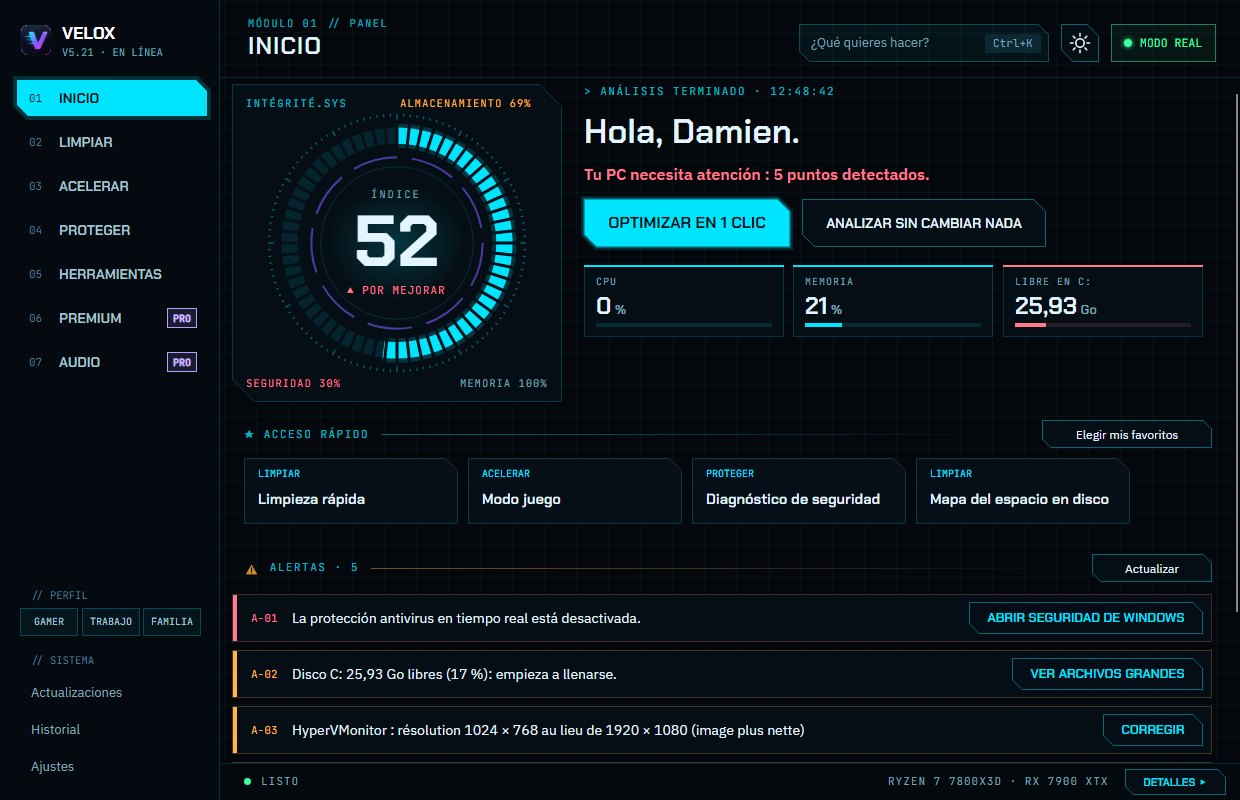 VELOX
V5.21 · EN LÍNEA
01 INICIO
02 LIMPIAR
03 ACELERAR
04 PROTEGER
05 HERRAMIENTAS
06 PREMIUM PRO
07 AUDIO PRO
// PERFIL
GAMER TRABAJO FAMILIA
// SISTEMA
Actualizaciones
Historial
Ajustes
MÓDULO 01 // PANEL
INICIO
¿Qué quieres hacer? Ctrl+K
MODO REAL
INTÉGRITÉ.SYS ALMACENAMIENTO 69%
ÍNDICE
52
▲ POR MEJORAR
SEGURIDAD 30% MEMORIA 100%
> ANÁLISIS TERMINADO · 12:48:42
Hola, Damien.
Tu PC necesita atención : 5 puntos detectados.
OPTIMIZAR EN 1 CLIC ANALIZAR SIN CAMBIAR NADA
CPU
0 %
MEMORIA
21 %
LIBRE EN C:
25,93 Go
★ ACCESO RÁPIDO Elegir mis favoritos
LIMPIAR
Limpieza rápida
ACELERAR
Modo juego
PROTEGER
Diagnóstico de seguridad
LIMPIAR
Mapa del espacio en disco
ALERTAS · 5 Actualizar
A-01 La protección antivirus en tiempo real está desactivada. ABRIR SEGURIDAD DE WINDOWS
A-02 Disco C: 25,93 Go libres (17 %): empieza a llenarse. VER ARCHIVOS GRANDES
A-03 HyperVMonitor : résolution 1024 × 768 au lieu de 1920 × 1080 (image plus nette) CORREGIR
LISTO RYZEN 7 7800X3D · RX 7900 XTX DETALLES ▸